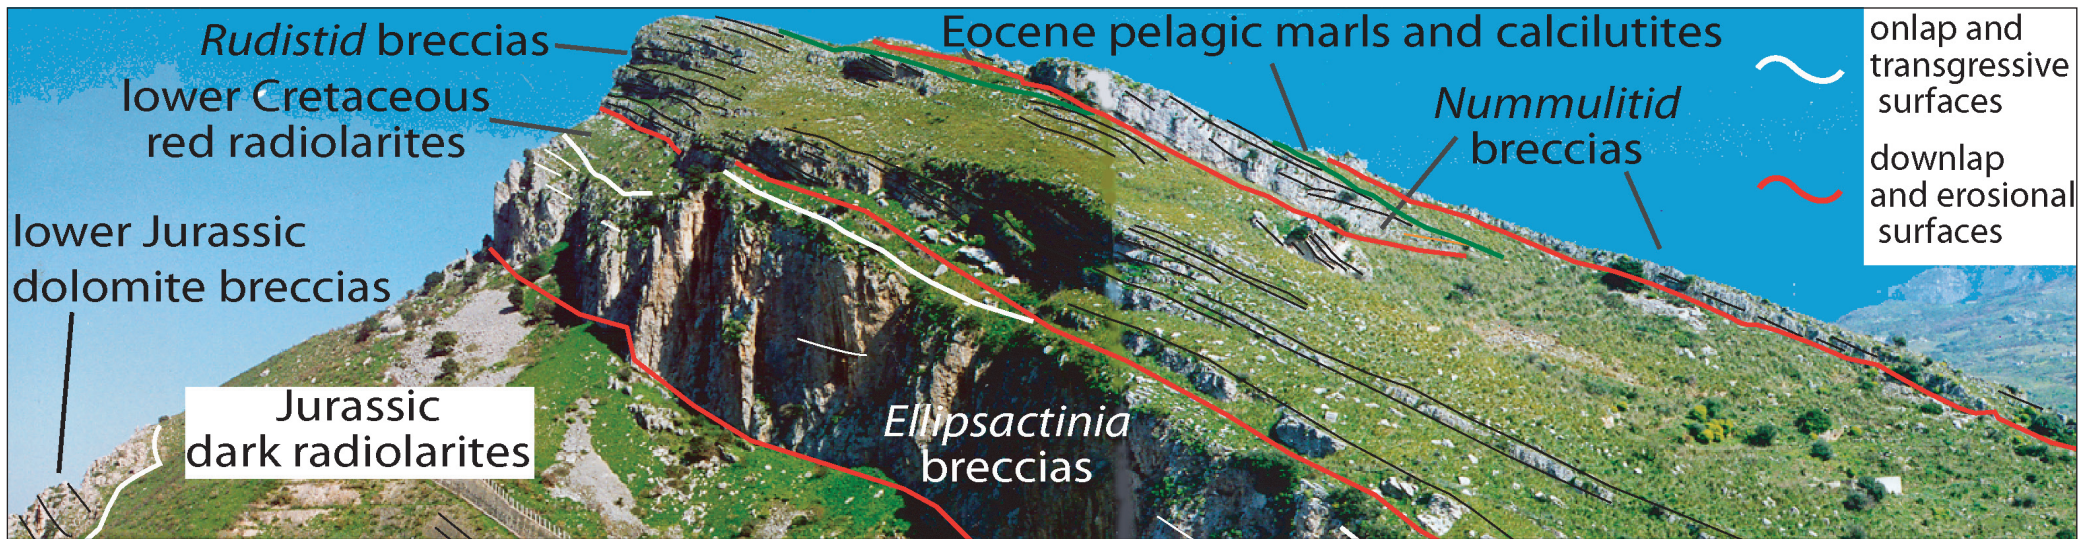 Rudistid breccias
lower Cretaceous
red radiolarites
lower Jurassic
dolomite breccias
Jurassic
dark radiolarites
Ellipsactinia
breccias
Eocene pelagic marls and calcilutites
Nummulitid
breccias
onlap and
transgressive
surfaces
downlap
and erosional
surfaces